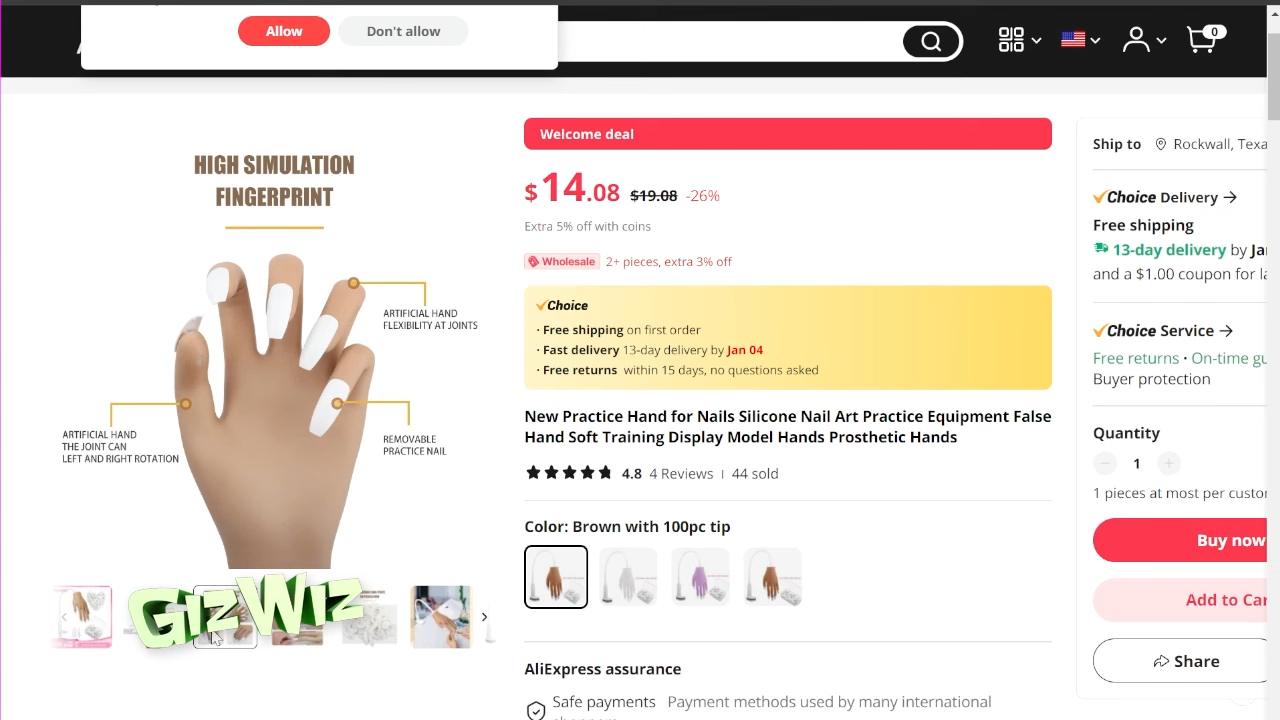 Allow
Don't allow
0
HIGH SIMULATION
FINGERPRINT
ARTIFICIAL HAND
FLEXIBILITY AT JOINTS
ARTIFICIAL HAND
THE JOINT CAN
LEFT AND RIGHT ROTATION
REMOVABLE
PRACTICE NAIL
GizWiz
Welcome deal
$14.08 $19.08 -26%
Extra 5% off with coins
Wholesale 2+ pieces, extra 3% off
Choice
· Free shipping on first order
· Fast delivery 13-day delivery by Jan 04
· Free returns within 15 days, no questions asked
New Practice Hand for Nails Silicone Nail Art Practice Equipment False
Hand Soft Training Display Model Hands Prosthetic Hands
4.8 4 Reviews | 44 sold
Color: Brown with 100pc tip
AliExpress assurance
Safe payments Payment methods used by many international
Ship to Rockwall, Texa
Choice Delivery →
Free shipping
13-day delivery by Ja
and a $1.00 coupon for la
Choice Service →
Free returns · On-time gu
Buyer protection
Quantity
− 1 +
1 pieces at most per custo
Buy now
Add to Car
Share